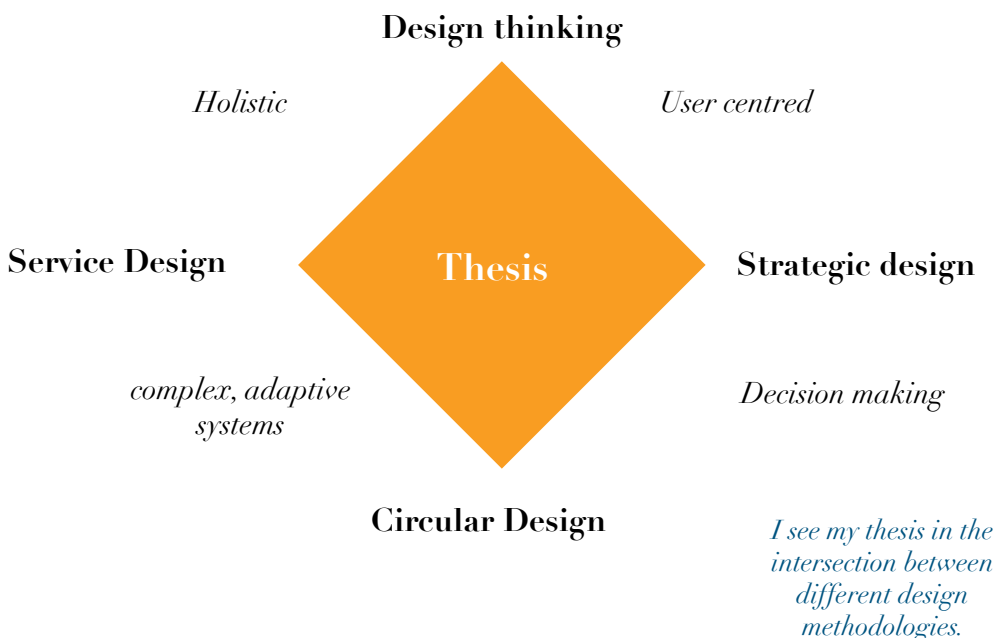 Design thinking
Holistic
User centred
Service Design
Thesis
Strategic design
complex, adaptive
systems
Decision making
Circular Design
I see my thesis in the
intersection between
different design
methodologies.